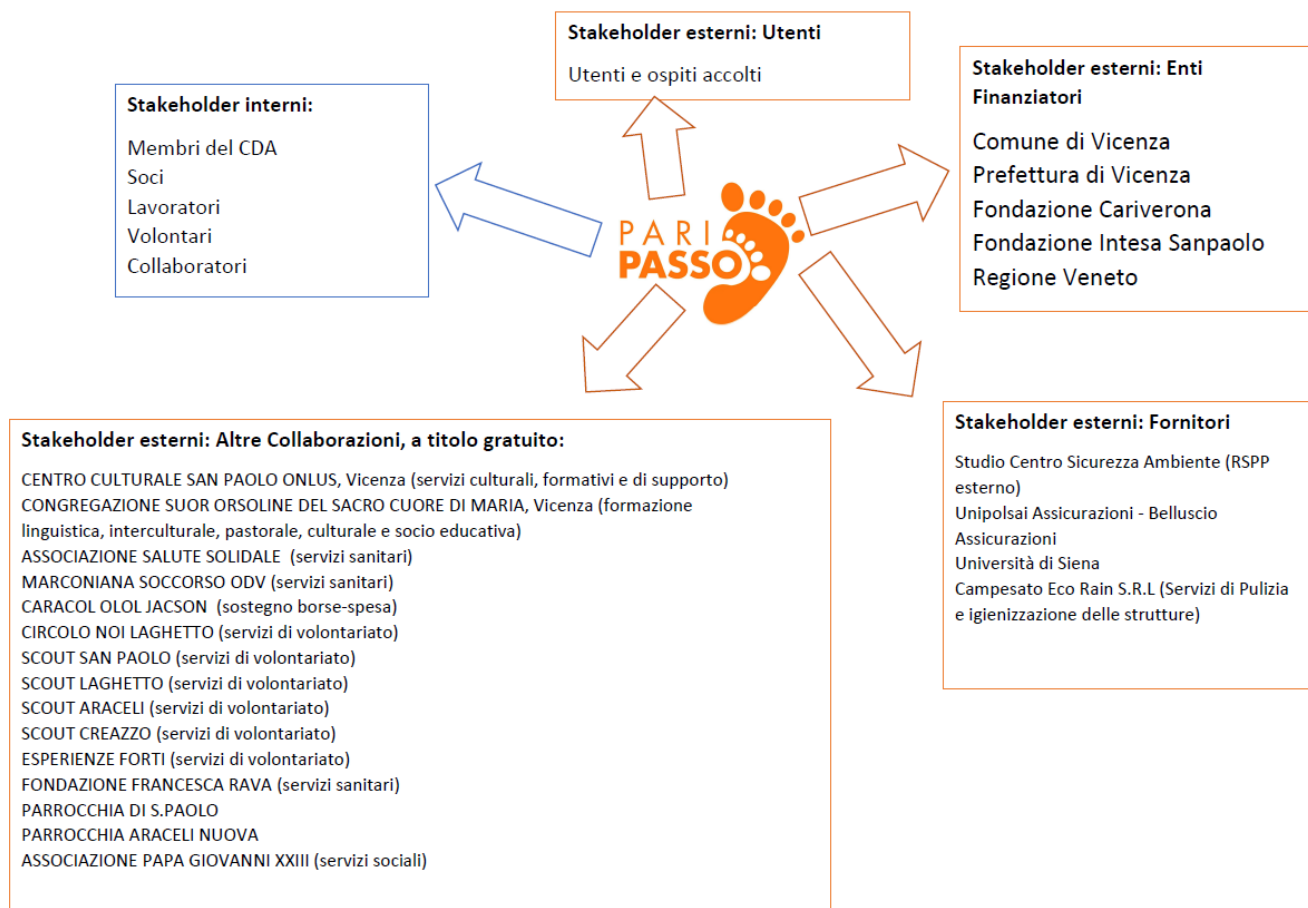 Stakeholder esterni: Utenti
Utenti e ospiti accolti
Stakeholder interni:
Membri del CDA
Soci
Lavoratori
Volontari
Collaboratori
Stakeholder esterni: Enti
Finanziatori
Comune di Vicenza
Prefettura di Vicenza
Fondazione Cariverona
Fondazione Intesa Sanpaolo
Regione Veneto
PARI
PASSO
Stakeholder esterni: Altre Collaborazioni, a titolo gratuito:
CENTRO CULTURALE SAN PAOLO ONLUS, Vicenza (servizi culturali, formativi e di supporto)
CONGREGAZIONE SUOR ORSOLINE DEL SACRO CUORE DI MARIA, Vicenza (formazione
linguistica, interculturale, pastorale, culturale e socio educativa)
ASSOCIAZIONE SALUTE SOLIDALE  (servizi sanitari)
MARCONIANA SOCCORSO ODV (servizi sanitari)
CARACOL OLOL JACSON  (sostegno borse-spesa)
CIRCOLO NOI LAGHETTO (servizi di volontariato)
SCOUT SAN PAOLO (servizi di volontariato)
SCOUT LAGHETTO (servizi di volontariato)
SCOUT ARACELI (servizi di volontariato)
SCOUT CREAZZO (servizi di volontariato)
ESPERIENZE FORTI (servizi di volontariato)
FONDAZIONE FRANCESCA RAVA (servizi sanitari)
PARROCCHIA DI S.PAOLO
PARROCCHIA ARACELI NUOVA
ASSOCIAZIONE PAPA GIOVANNI XXIII (servizi sociali)
Stakeholder esterni: Fornitori
Studio Centro Sicurezza Ambiente (RSPP
esterno)
Unipolsai Assicurazioni - Belluscio
Assicurazioni
Università di Siena
Campesato Eco Rain S.R.L (Servizi di Pulizia
e igienizzazione delle strutture)